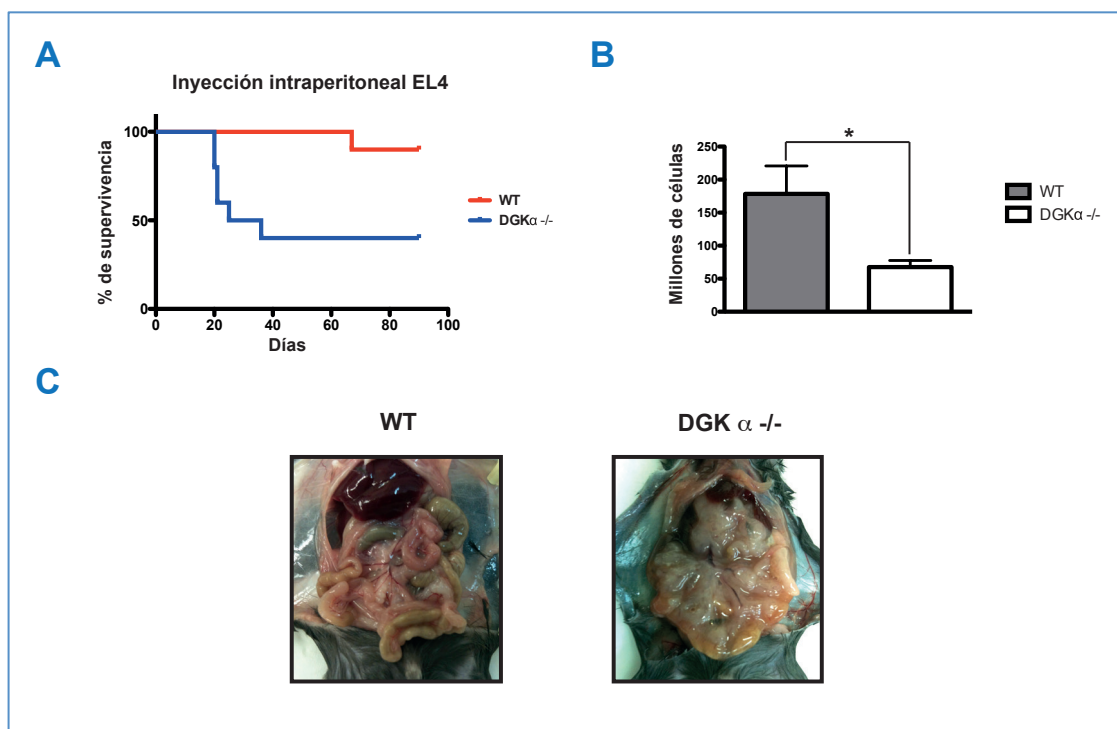 A
Inyección intraperitoneal EL4
% de supervivencia
100
50
0
0 20 40 60 80 100
Días
WT
DGKα -/-
B
*
Millones de células
250
200
150
100
50
0
WT
DGKα -/-
C
WT
DGK α -/-